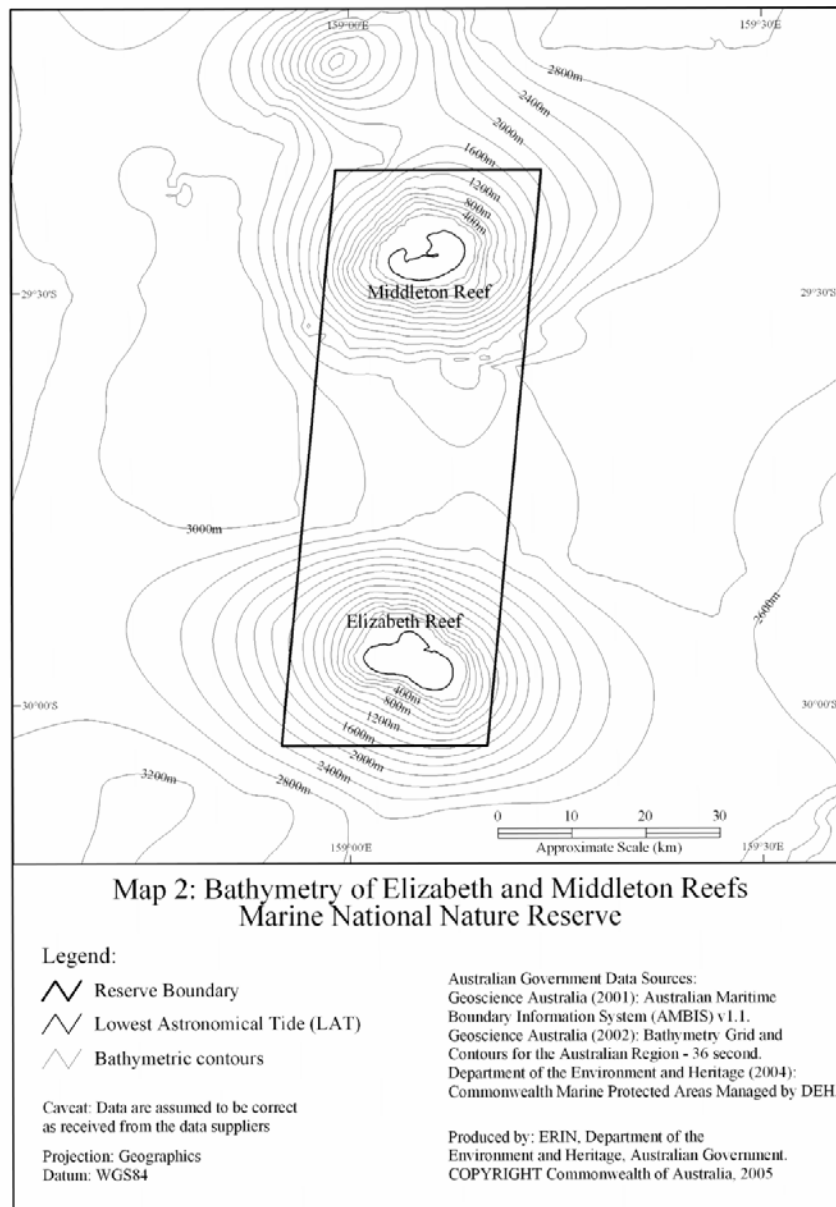 159°00'E
159°30'E
2800m
2400m
2000m
1600m
1200m
800m
400m
Middleton Reef
29°30'S
29°30'S
3000m
2600m
Elizabeth Reef
400m
800m
1200m
1600m
2000m
2400m
2800m
3200m
30°00'S
30°00'S
0 10 20 30
Approximate Scale (km)
159°00'E
159°30'E
Map 2: Bathymetry of Elizabeth and Middleton Reefs
Marine National Nature Reserve
Legend:
Reserve Boundary
Lowest Astronomical Tide (LAT)
Bathymetric contours
Caveat: Data are assumed to be correct
as received from the data suppliers
Projection: Geographics
Datum: WGS84
Australian Government Data Sources:
Geoscience Australia (2001): Australian Maritime
Boundary Information System (AMBIS) v1.1.
Geoscience Australia (2002): Bathymetry Grid and
Contours for the Australian Region - 36 second.
Department of the Environment and Heritage (2004):
Commonwealth Marine Protected Areas Managed by DEH
Produced by: ERIN, Department of the
Environment and Heritage, Australian Government.
COPYRIGHT Commonwealth of Australia, 2005